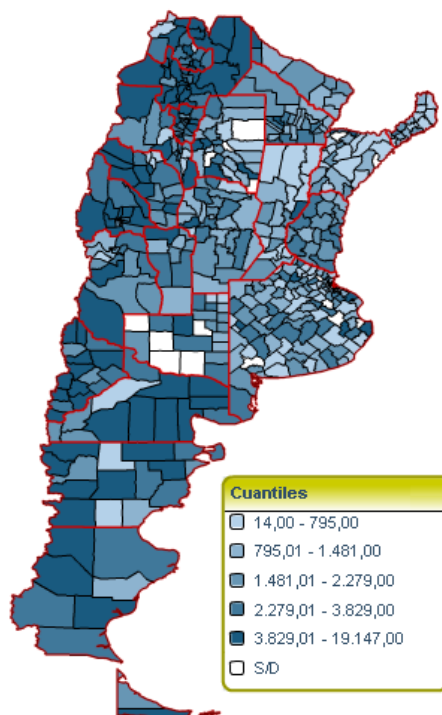 Cuantiles
14,00 - 795,00
795,01 - 1.481,00
1.481,01 - 2.279,00
2.279,01 - 3.829,00
3.829,01 - 19.147,00
S/D